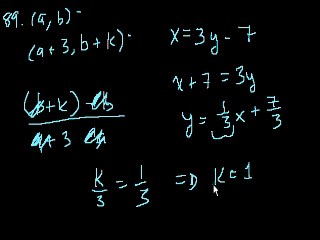 89. (a, b)
(a+3, b+k)
(b+k) - b
a+3 - a
x = 3y - 7
x + 7 = 3y
y = 1/3 x + 7/3
k/3 = 1/3 ⇒ k = 1